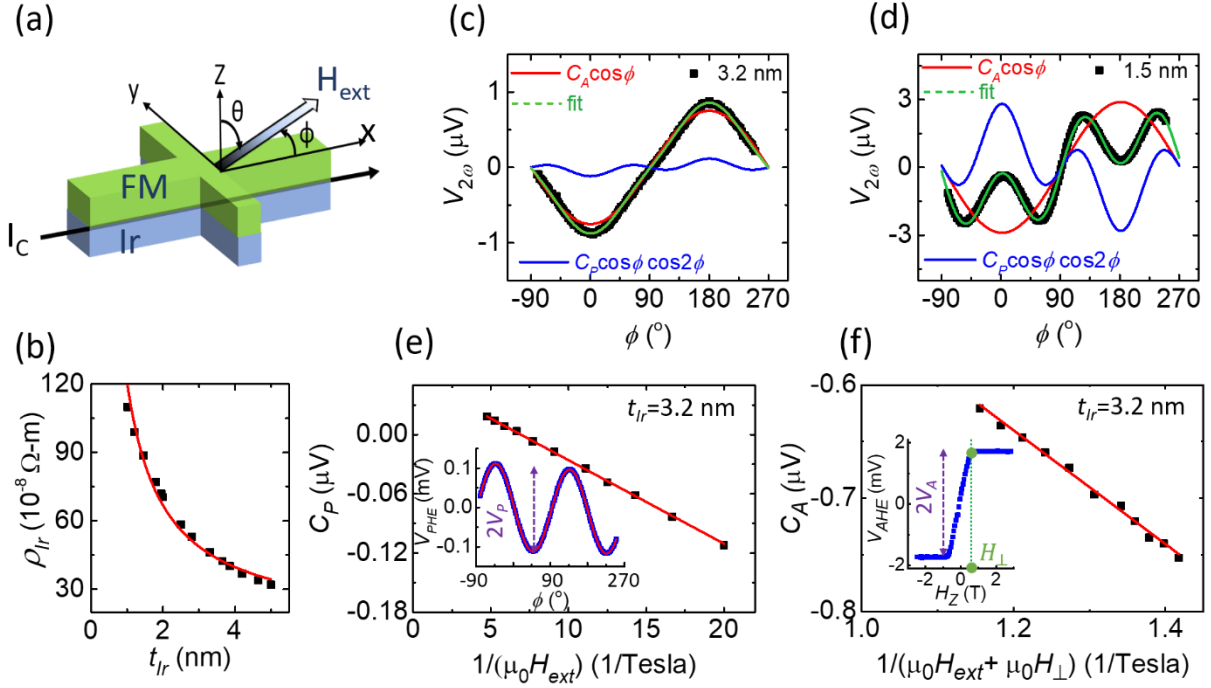 (a)
z
y
θ
H_ext
ϕ
x
FM
Ir
I_C
(b)
ρ_Ir (10⁻⁸ Ω-m)
120
90
60
30
0
2
4
t_Ir (nm)
(c)
C_A cosϕ
fit
3.2 nm
V_2ω (μV)
1
0
-1
C_P cosϕ cos2ϕ
-90 0 90 180 270
ϕ (°)
(d)
C_A cosϕ
fit
1.5 nm
V_2ω (μV)
3
0
-3
C_P cosϕ cos2ϕ
-90 0 90 180 270
ϕ (°)
(e)
t_Ir=3.2 nm
C_P (μV)
0.00
-0.06
-0.12
-0.18
V_PHE (mV)
0.1
0.0
-0.1
2V_P
-90 90 270
ϕ (°)
5 10 15 20
1/(μ₀H_ext) (1/Tesla)
(f)
t_Ir=3.2 nm
C_A (μV)
-0.6
-0.7
-0.8
V_AHE (mV)
2
0
-2
2V_A
H_⊥
-2 0 2
H_Z (T)
1.0 1.2 1.4
1/(μ₀H_ext+ μ₀H_⊥) (1/Tesla)